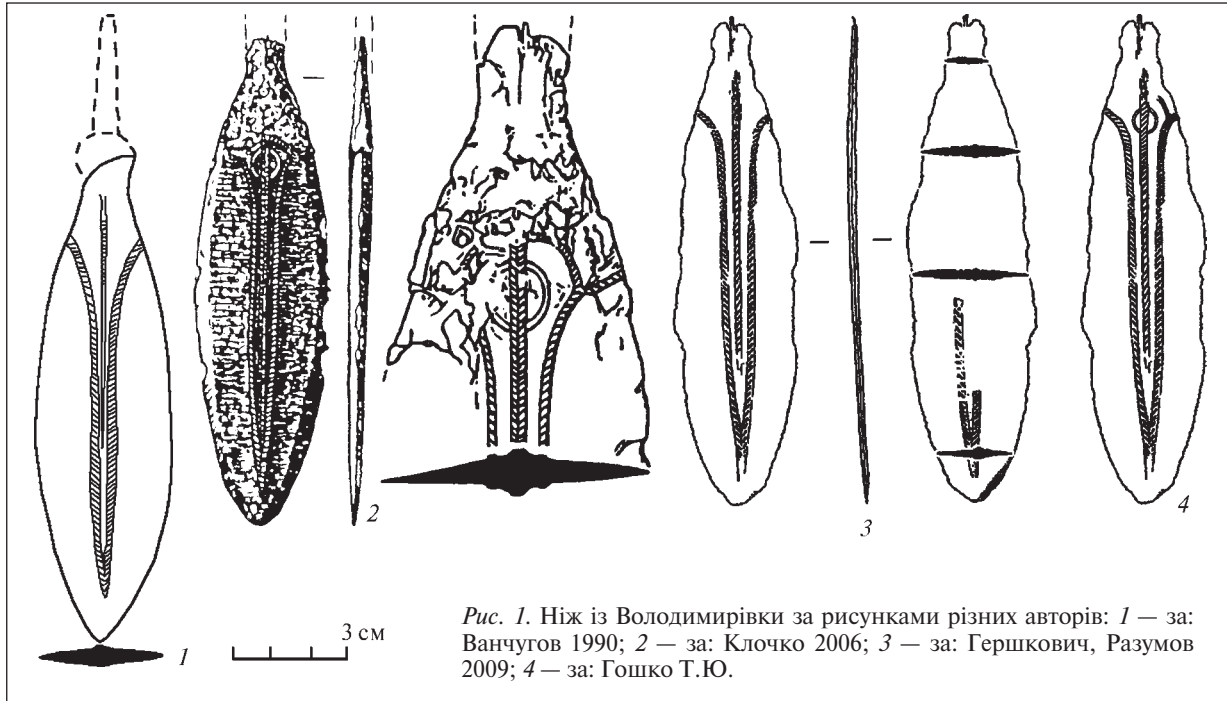 1
2
3
4
3 см
Рис. 1. Ніж із Володимирівки за рисунками різних авторів: 1 — за:
Ванчугов 1990; 2 — за: Клочко 2006; 3 — за: Гершкович, Разумов
2009; 4 — за: Гошко Т.Ю.